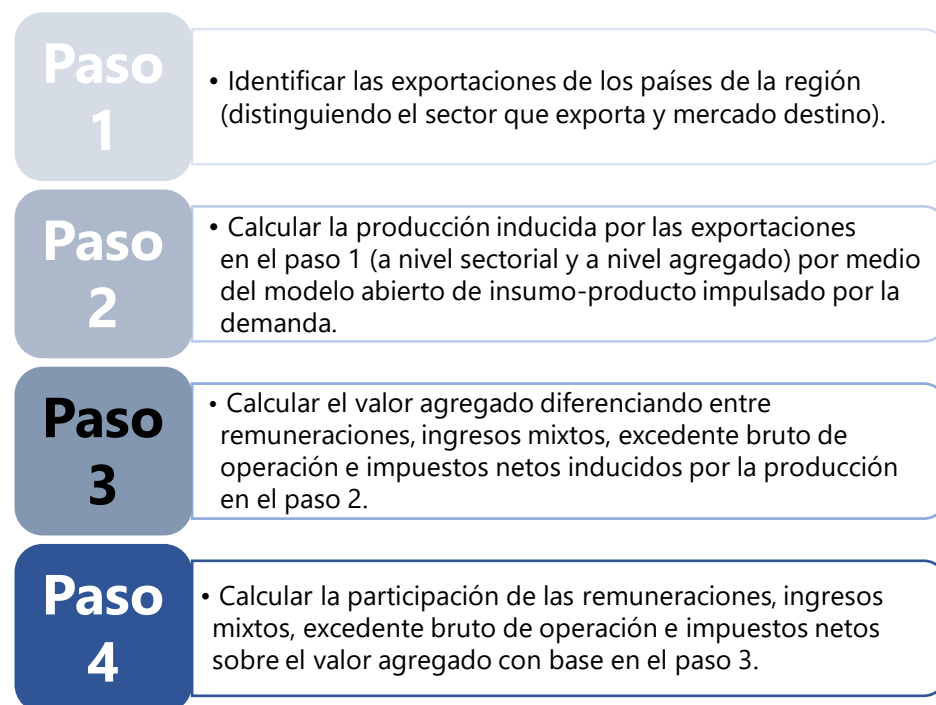 Paso
1
• Identificar las exportaciones de los países de la región
(distinguiendo el sector que exporta y mercado destino).
Paso
2
• Calcular la producción inducida por las exportaciones
en el paso 1 (a nivel sectorial y a nivel agregado) por medio
del modelo abierto de insumo-producto impulsado por la
demanda.
Paso
3
• Calcular el valor agregado diferenciando entre
remuneraciones, ingresos mixtos, excedente bruto de
operación e impuestos netos inducidos por la producción
en el paso 2.
Paso
4
• Calcular la participación de las remuneraciones, ingresos
mixtos, excedente bruto de operación e impuestos netos
sobre el valor agregado con base en el paso 3.